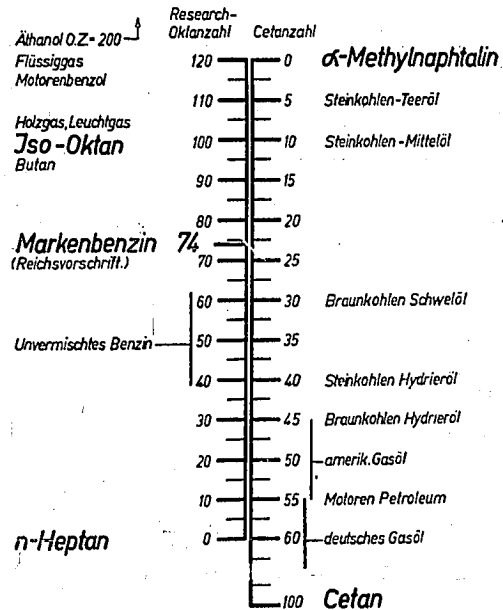 Research-
Oktanzahl Cetanzahl
Äthanol O.Z.=200
Flüssiggas 120 0 α-Methylnaphtalin
Motorenbenzol
110 5 Steinkohlen-Teeröl
Holzgas, Leuchtgas
Iso-Oktan 100 10 Steinkohlen-Mittelöl
Butan
90 15
80 20
Markenbenzin 74
(Reichsvorschrift.) 70 25
60 30 Braunkohlen Schwelöl
Unvermischtes Benzin 50 35
40 40 Steinkohlen Hydrieröl
30 45 Braunkohlen Hydrieröl
20 50 amerik. Gasöl
10 55 Motoren Petroleum
n-Heptan 0 60 deutsches Gasöl
100 Cetan